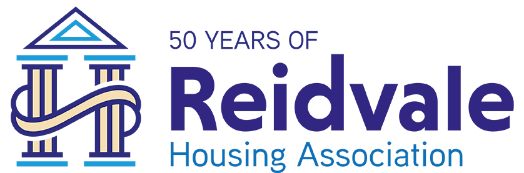 50 YEARS OF
Reidvale
Housing Association